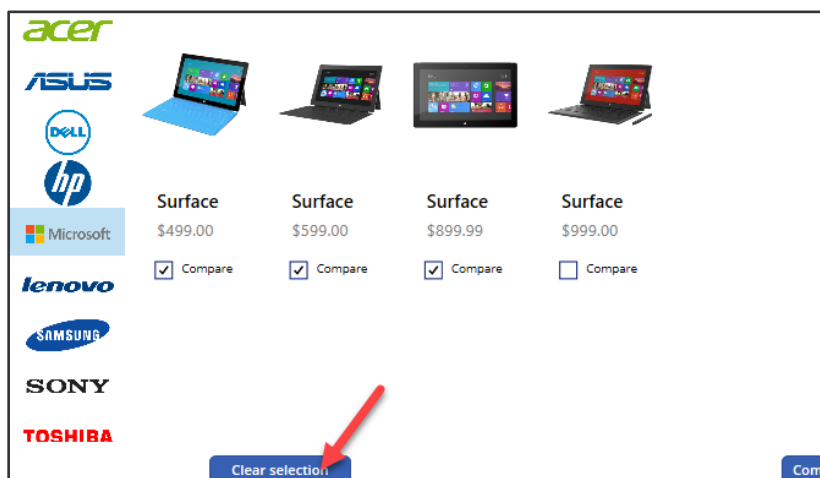 acer
ASUS
DELL
hp
Microsoft
lenovo
SAMSUNG
SONY
TOSHIBA
Surface Surface Surface Surface
$499.00 $599.00 $899.99 $999.00
Compare Compare Compare Compare
Clear selection
Com